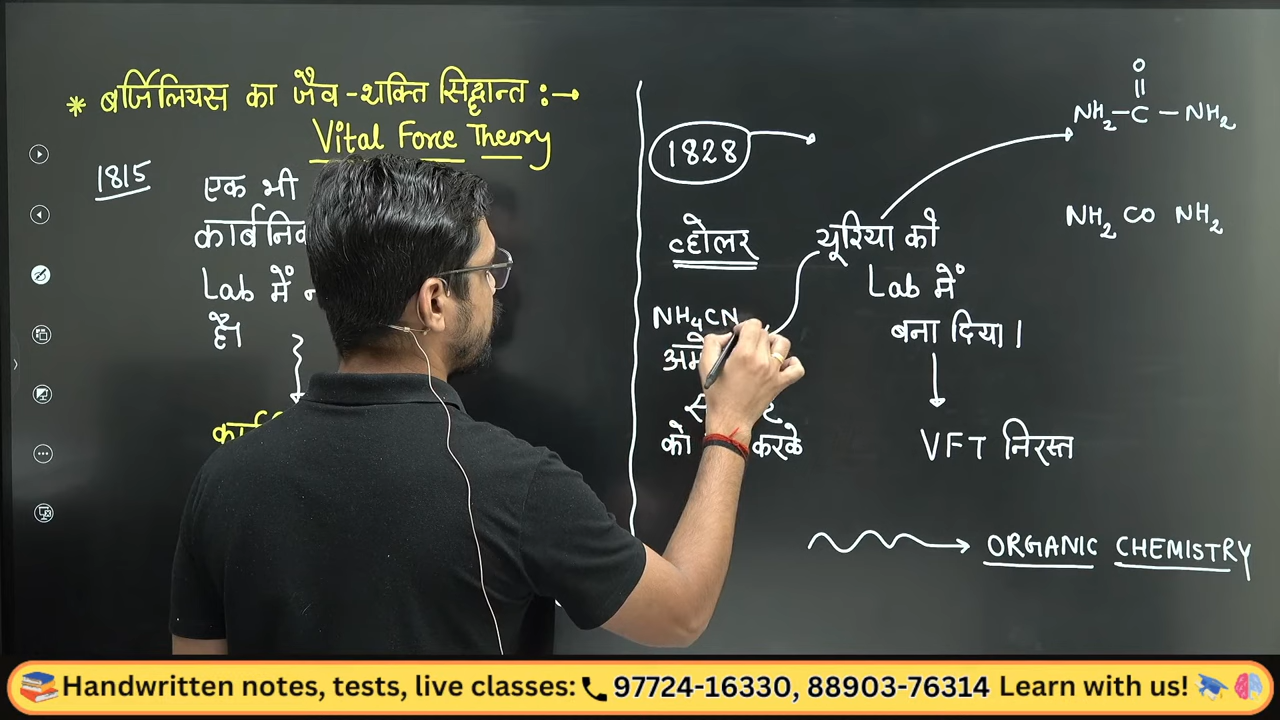 * बर्जिलियस का जैव-शक्ति सिद्धान्त :→
Vital Force Theory
1815
एक भी
Lab में
है।
1828
व्होलर
NH₄CN
को
करके
यूरिया को
Lab में
बना दिया।
VFT निरस्त
O
NH₂-C-NH₂
NH₂ CO NH₂
ORGANIC CHEMISTRY
Handwritten notes, tests, live classes: 97724-16330, 88903-76314 Learn with us!